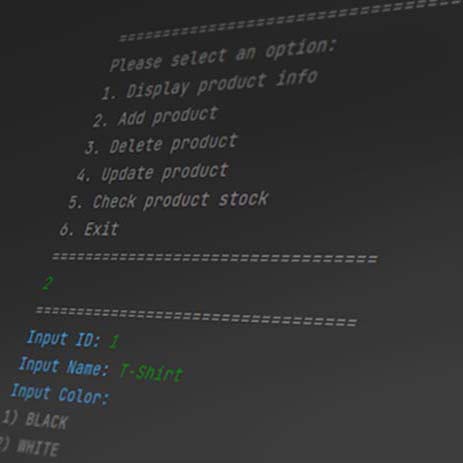 =======================================
Please select an option:
1. Display product info
2. Add product
3. Delete product
4. Update product
5. Check product stock
6. Exit
=======================================
2
=======================================
Input ID: 1
Input Name: T-Shirt
Input Color:
1) BLACK
2) WHITE